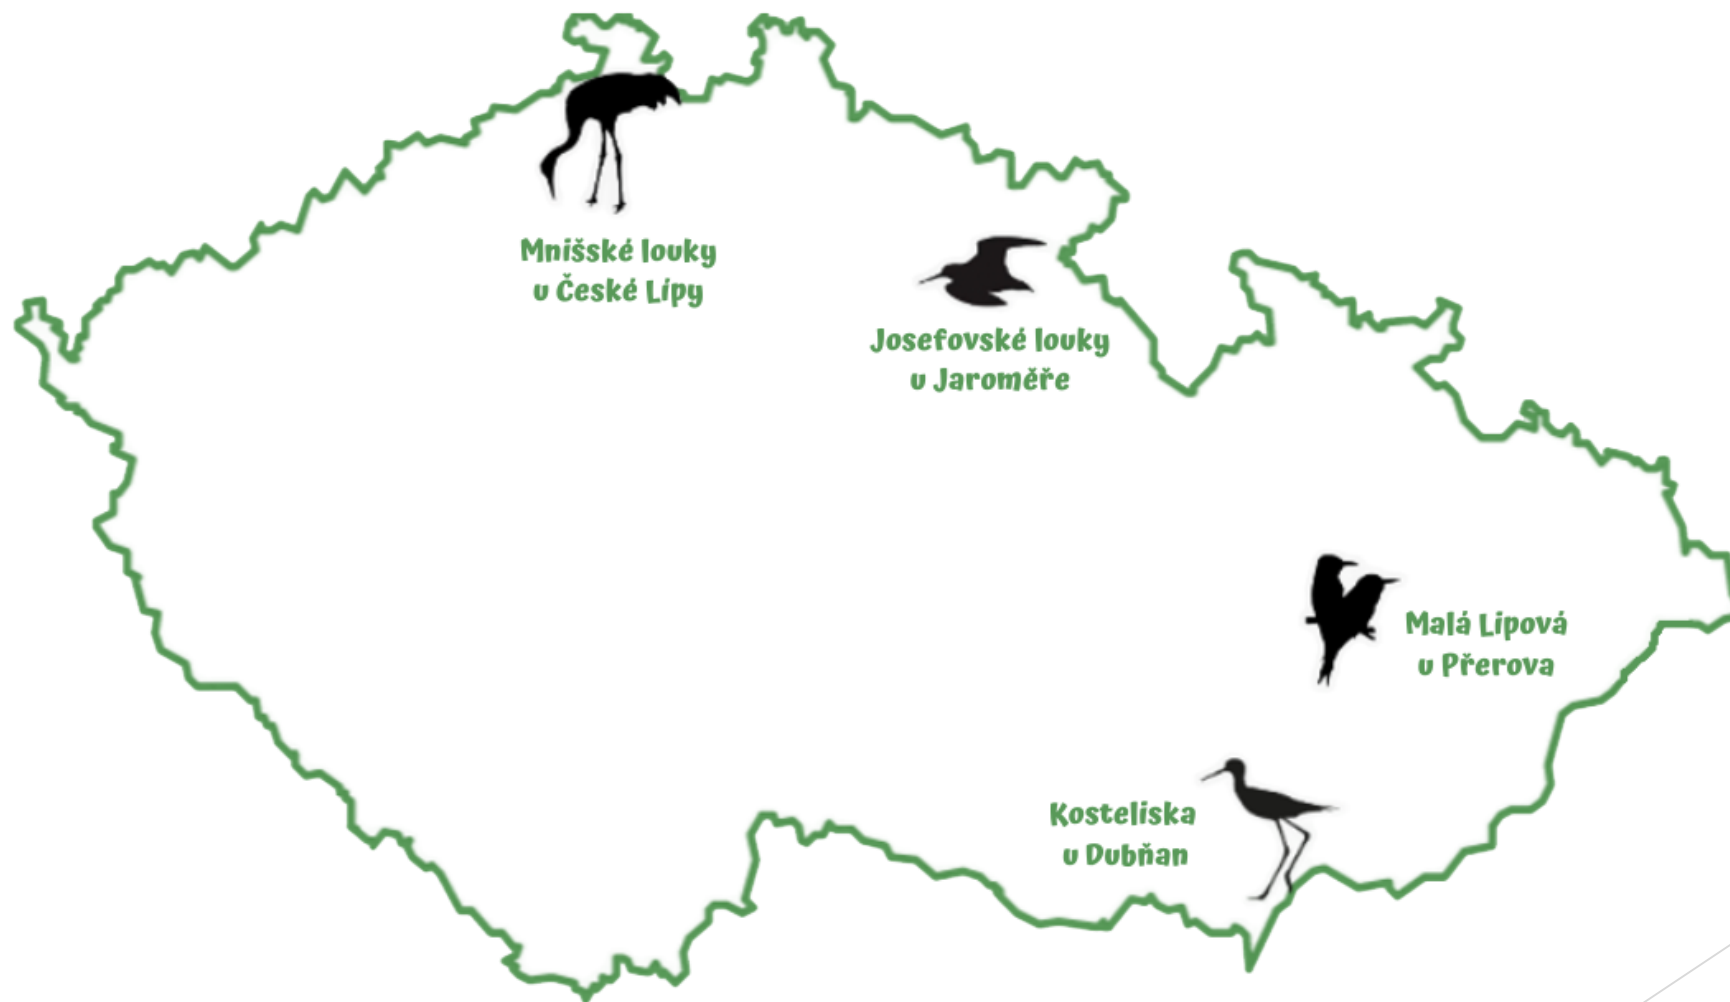 Mnišské louky
u České Lípy
Josefovské louky
u Jaroměře
Malá Lipová
u Přerova
Kosteliska
u Dubňan